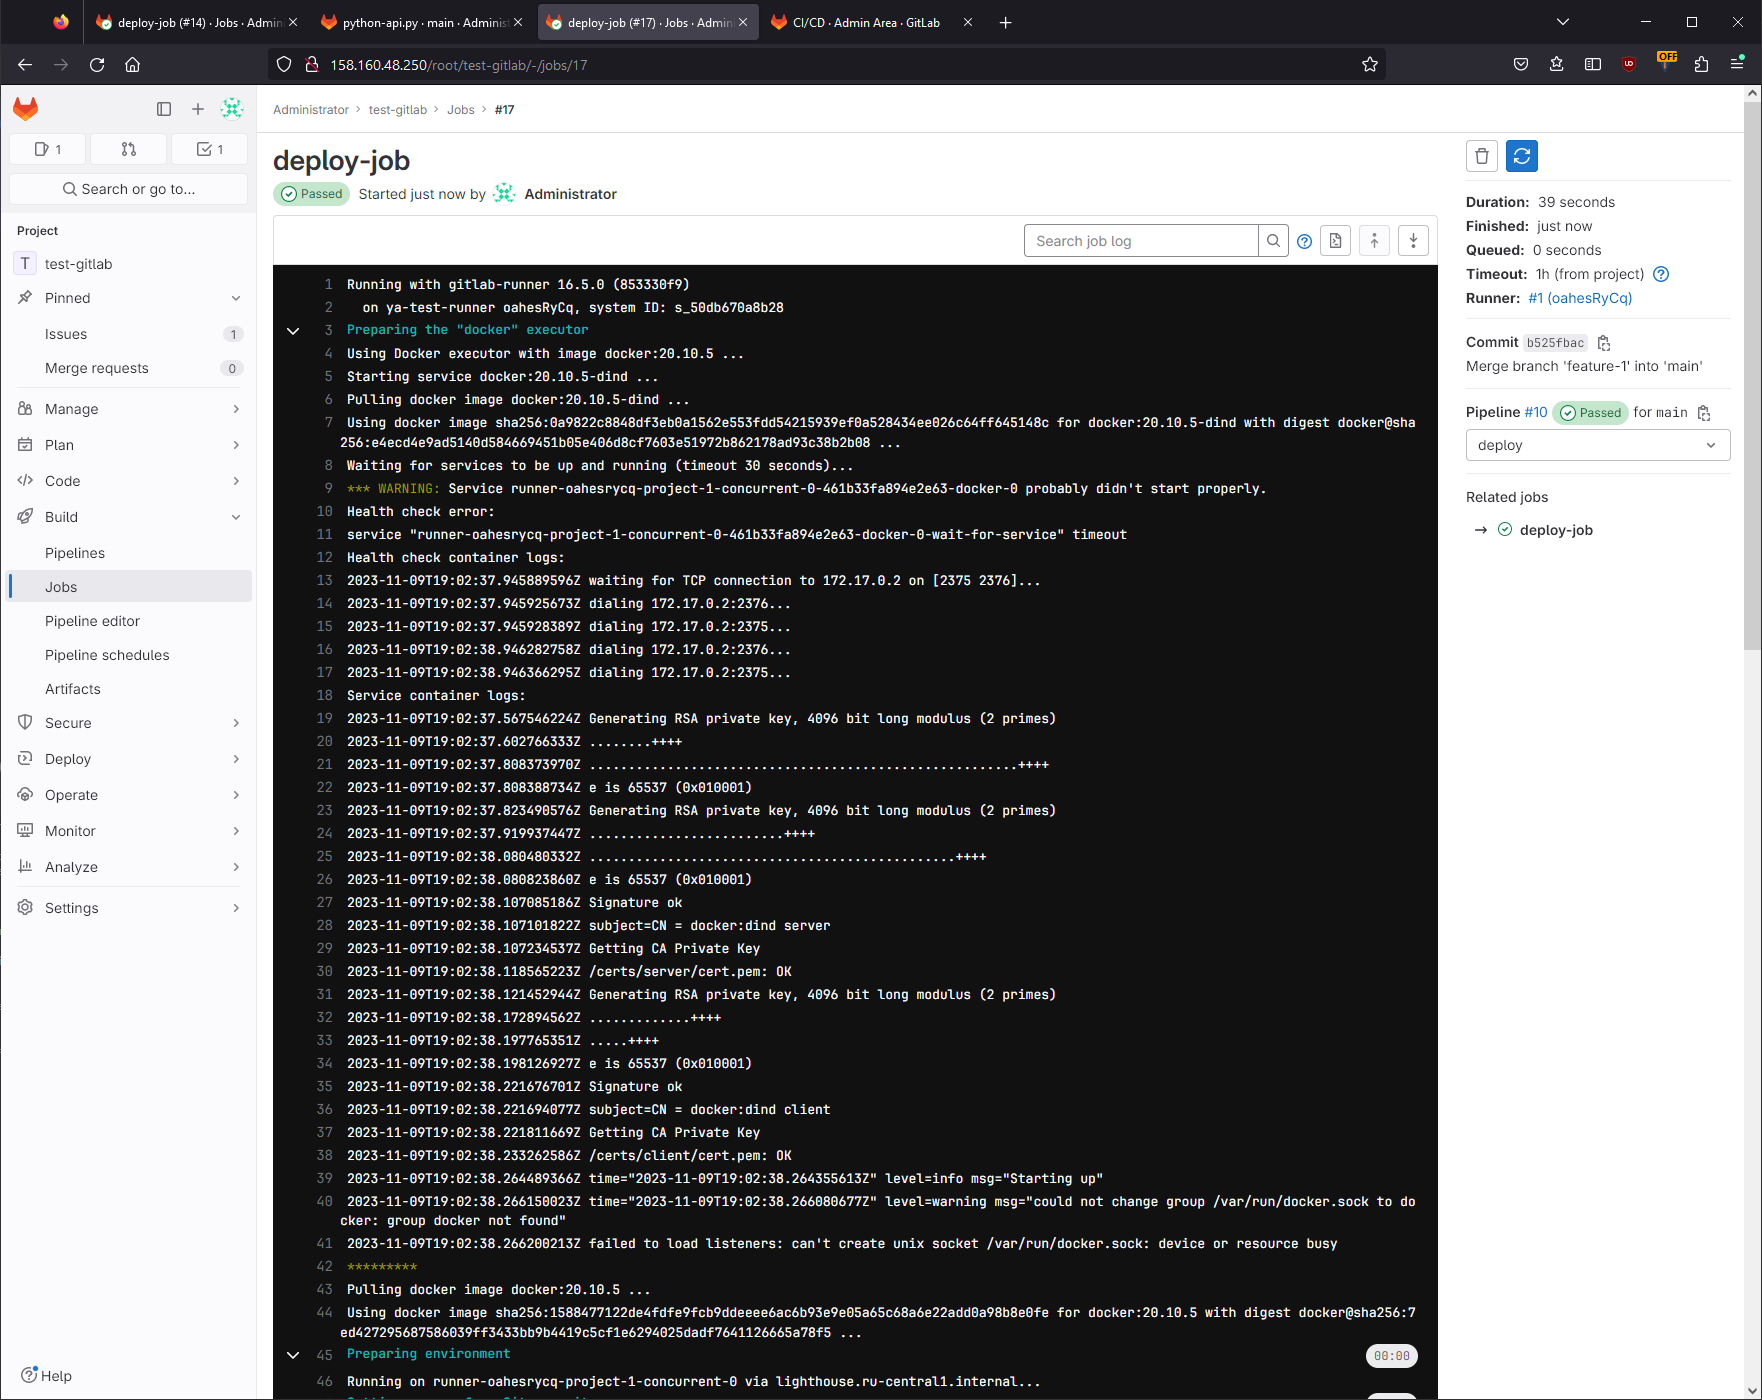 deploy-job (#14) · Jobs · Admin
python-api.py · main · Administ
deploy-job (#17) · Jobs · Admin
CI/CD · Admin Area · GitLab
158.160.48.250/root/test-gitlab/-/jobs/17
OFF
Administrator > test-gitlab > Jobs > #17
1
1
Search or go to...
Project
T test-gitlab
Pinned
Issues 1
Merge requests 0
Manage
Plan
Code
Build
Pipelines
Jobs
Pipeline editor
Pipeline schedules
Artifacts
Secure
Deploy
Operate
Monitor
Analyze
Settings
Help
deploy-job
Passed Started just now by Administrator
Search job log
1 Running with gitlab-runner 16.5.0 (853330f9)
2 on ya-test-runner oahesRyCq, system ID: s_50db670a8b28
3 Preparing the "docker" executor
4 Using Docker executor with image docker:20.10.5 ...
5 Starting service docker:20.10.5-dind ...
6 Pulling docker image docker:20.10.5-dind ...
7 Using docker image sha256:0a9822c8848df3eb0a1562e553fdd54215939ef0a528434ee026c64ff645148c for docker:20.10.5-dind with digest docker@sha
256:e4ecd4e9ad5140d584669451b05e406d8cf7603e51972b862178ad93c38b2b08 ...
8 Waiting for services to be up and running (timeout 30 seconds)...
9 *** WARNING: Service runner-oahesrycq-project-1-concurrent-0-461b33fa894e2e63-docker-0 probably didn't start properly.
10 Health check error:
11 service "runner-oahesrycq-project-1-concurrent-0-461b33fa894e2e63-docker-0-wait-for-service" timeout
12 Health check container logs:
13 2023-11-09T19:02:37.945889596Z waiting for TCP connection to 172.17.0.2 on [2375 2376]...
14 2023-11-09T19:02:37.945925673Z dialing 172.17.0.2:2376...
15 2023-11-09T19:02:37.945928389Z dialing 172.17.0.2:2375...
16 2023-11-09T19:02:38.946282758Z dialing 172.17.0.2:2376...
17 2023-11-09T19:02:38.946366295Z dialing 172.17.0.2:2375...
18 Service container logs:
19 2023-11-09T19:02:37.567546224Z Generating RSA private key, 4096 bit long modulus (2 primes)
20 2023-11-09T19:02:37.602766333Z ........++++
21 2023-11-09T19:02:37.808373970Z .......................................................++++
22 2023-11-09T19:02:37.808388734Z e is 65537 (0x010001)
23 2023-11-09T19:02:37.823490576Z Generating RSA private key, 4096 bit long modulus (2 primes)
24 2023-11-09T19:02:37.919937447Z .........................++++
25 2023-11-09T19:02:38.080480332Z ...............................................++++
26 2023-11-09T19:02:38.080823860Z e is 65537 (0x010001)
27 2023-11-09T19:02:38.107085186Z Signature ok
28 2023-11-09T19:02:38.107101822Z subject=CN = docker:dind server
29 2023-11-09T19:02:38.107234537Z Getting CA Private Key
30 2023-11-09T19:02:38.118565223Z /certs/server/cert.pem: OK
31 2023-11-09T19:02:38.121452944Z Generating RSA private key, 4096 bit long modulus (2 primes)
32 2023-11-09T19:02:38.172894562Z .............++++
33 2023-11-09T19:02:38.197765351Z .....++++
34 2023-11-09T19:02:38.198126927Z e is 65537 (0x010001)
35 2023-11-09T19:02:38.221676701Z Signature ok
36 2023-11-09T19:02:38.221694077Z subject=CN = docker:dind client
37 2023-11-09T19:02:38.221811669Z Getting CA Private Key
38 2023-11-09T19:02:38.233262586Z /certs/client/cert.pem: OK
39 2023-11-09T19:02:38.264489366Z time="2023-11-09T19:02:38.264355613Z" level=info msg="Starting up"
40 2023-11-09T19:02:38.266150023Z time="2023-11-09T19:02:38.266080677Z" level=warning msg="could not change group /var/run/docker.sock to do
cker: group docker not found"
41 2023-11-09T19:02:38.266200213Z failed to load listeners: can't create unix socket /var/run/docker.sock: device or resource busy
42 *********
43 Pulling docker image docker:20.10.5 ...
44 Using docker image sha256:1588477122de4fdfe9fcb9ddeeee6ac6b93e9e05a65c68a6e22add0a98b8e0fe for docker:20.10.5 with digest docker@sha256:7
ed427295687586039ff3433bb9b4419c5cf1e6294025dadf7641126665a78f5 ...
45 Preparing environment 00:00
46 Running on runner-oahesrycq-project-1-concurrent-0 via lighthouse.ru-central1.internal...
Duration: 39 seconds
Finished: just now
Queued: 0 seconds
Timeout: 1h (from project)
Runner: #1 (oahesRyCq)
Commit b525fbac
Merge branch 'feature-1' into 'main'
Pipeline #10 Passed for main
deploy
Related jobs
→ deploy-job